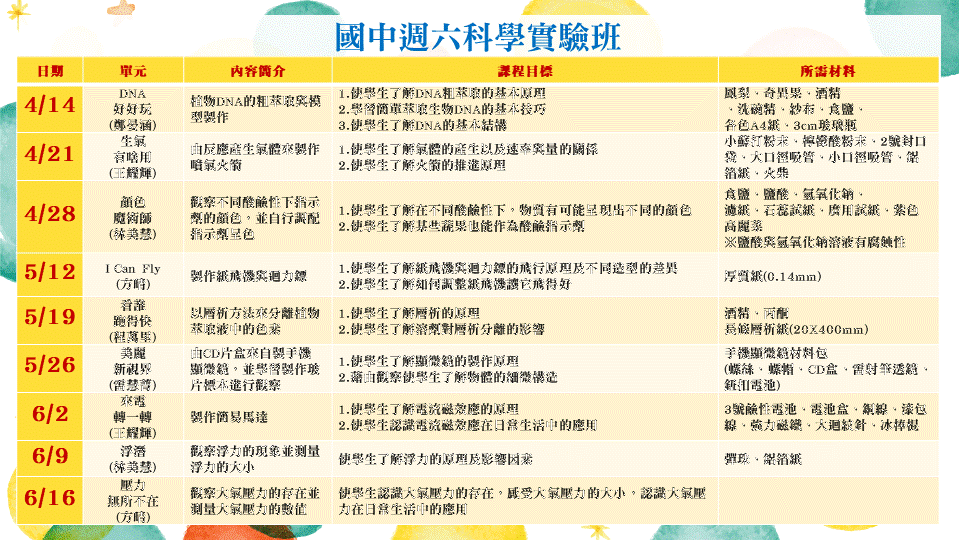 國中週六科學實驗班
日期 單元 內容簡介 課程目標 所需材料
4/14
DNA
好好玩
(鄭晏涵)
植物DNA的粗萃取與模
型製作
1.使學生了解DNA粗萃取的基本原理
2.學習簡單萃取生物DNA的基本技巧
3.使學生了解DNA的基本結構
鳳梨、奇異果、酒精
、洗碗精、紗布、食鹽、
各色A4紙、3cm玻璃瓶
4/21
生氣
有啥用
(王耀輝)
由反應產生氣體來製作
噴氣火箭
1.使學生了解氣體的產生以及速率與量的關係
2.使學生了解火箭的推進原理
小蘇打粉末、檸檬酸粉末、2號封口
袋、大口徑吸管、小口徑吸管、鋁
箔紙、火柴
4/28
顏色
魔術師
(徐美慧)
觀察不同酸鹼性下指示
劑的顏色，並自行調配
指示劑呈色
1.使學生了解在不同酸鹼性下，物質有可能呈現出不同的顏色
2.使學生了解某些蔬果也能作為酸鹼指示劑
食鹽、鹽酸、氫氧化鈉、
濾紙、石蕊試紙、廣用試紙、紫色
高麗菜
※鹽酸與氫氧化鈉溶液有腐蝕性
5/12
I Can Fly
(方崎)
製作紙飛機與迴力鏢
1.使學生了解紙飛機與迴力鏢的飛行原理及不同造型的差異
2.使學生了解如何調整紙飛機讓它飛得好
厚質紙(0.14mm)
5/19
看誰
跑得快
(程萬里)
以層析方法來分離植物
萃取液中的色素
1.使學生了解層析的原理
2.使學生了解溶劑對層析分離的影響
酒精、丙酮
長條層析紙(20X400mm)
5/26
美麗
新視界
(雷慧菁)
由CD片盒來自製手機
顯微鏡，並學習製作玻
片標本進行觀察
1.使學生了解顯微鏡的製作原理
2.藉由觀察使學生了解物體的細微構造
手機顯微鏡材料包
(螺絲、螺帽、CD盒、雷射筆透鏡、
鈕扣電池)
6/2
來電
轉一轉
(王耀輝)
製作簡易馬達
1.使學生了解電流磁效應的原理
2.使學生認識電流磁效應在日常生活中的應用
3號鹼性電池、電池盒、銅線、漆包
線、強力磁鐵、大迴紋針、冰棒棍
6/9
浮潛
(徐美慧)
觀察浮力的現象並測量
浮力的大小
使學生了解浮力的原理及影響因素
彈珠、鋁箔紙
6/16
壓力
無所不在
(方崎)
觀察大氣壓力的存在並
測量大氣壓力的數值
使學生認識大氣壓力的存在，感受大氣壓力的大小，認識大氣壓
力在日常生活中的應用